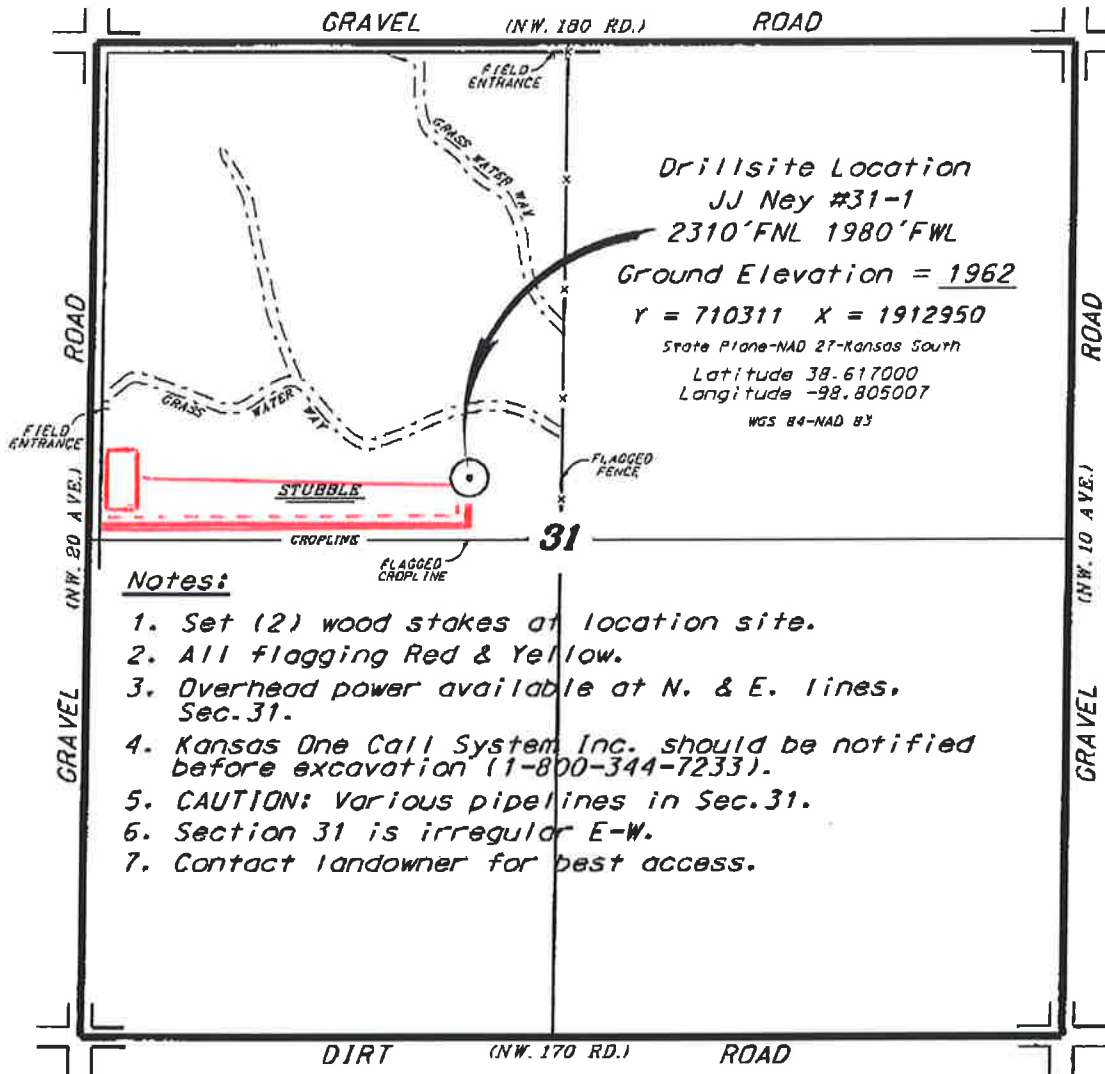 GRAVEL (NW. 180 RD.) ROAD
FIELD
ENTRANCE
GRASS WATER WAY
Drillsite Location
JJ Ney #31-1
2310'FNL 1980'FWL
Ground Elevation = 1962
Y = 710311 X = 1912950
State Plane-NAD 27-Kansas South
Latitude 38.617000
Longitude -98.805007
WGS 84-NAD 83
GRAVEL (NW. 20 AVE.) ROAD
GRAVEL (NW. 10 AVE.) ROAD
GRASS WATER WAY
FIELD
ENTRANCE
FLAGGED
FENCE
STUBBLE
CROPLINE
31
FLAGGED
CROPLINE
Notes:
1. Set (2) wood stakes at location site.
2. All flagging Red & Yellow.
3. Overhead power available at N. & E. lines.
Sec.31.
4. Kansas One Call System Inc. should be notified
before excavation (1-800-344-7233).
5. CAUTION: Various pipelines in Sec.31.
6. Section 31 is irregular E-W.
7. Contact landowner for best access.
DIRT (NW. 170 RD.) ROAD